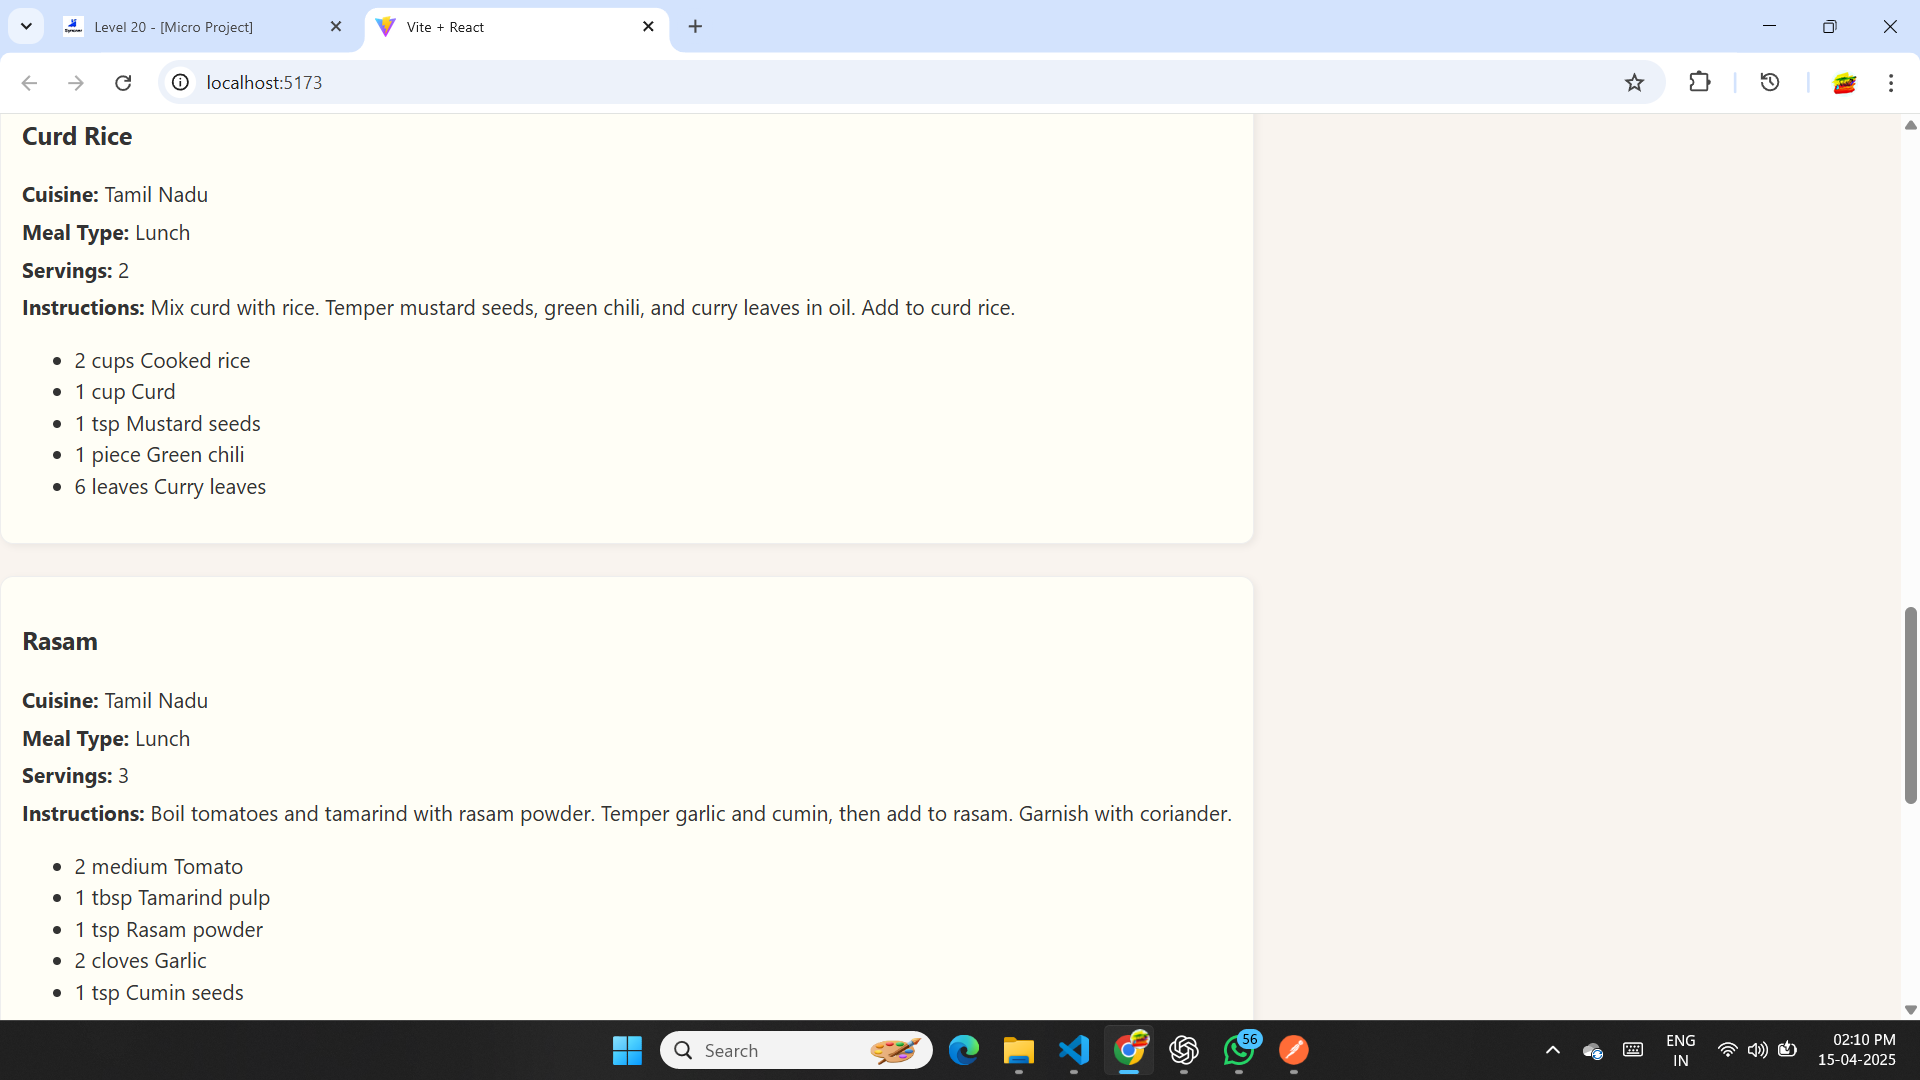 Level 20 - [Micro Project]
Vite + React
localhost:5173
Curd Rice
Cuisine: Tamil Nadu
Meal Type: Lunch
Servings: 2
Instructions: Mix curd with rice. Temper mustard seeds, green chili, and curry leaves in oil. Add to curd rice.
2 cups Cooked rice
1 cup Curd
1 tsp Mustard seeds
1 piece Green chili
6 leaves Curry leaves
Rasam
Cuisine: Tamil Nadu
Meal Type: Lunch
Servings: 3
Instructions: Boil tomatoes and tamarind with rasam powder. Temper garlic and cumin, then add to rasam. Garnish with coriander.
2 medium Tomato
1 tbsp Tamarind pulp
1 tsp Rasam powder
2 cloves Garlic
1 tsp Cumin seeds
Search
56
ENG
IN
02:10 PM
15-04-2025